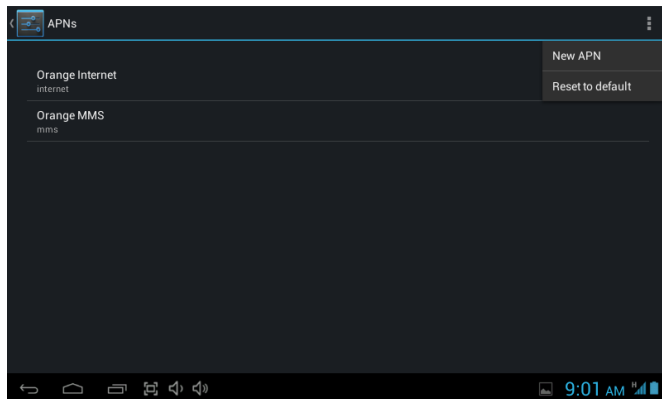 APNs
New APN
Orange Internet
internet
Reset to default
Orange MMS
mms
9:01 AM H